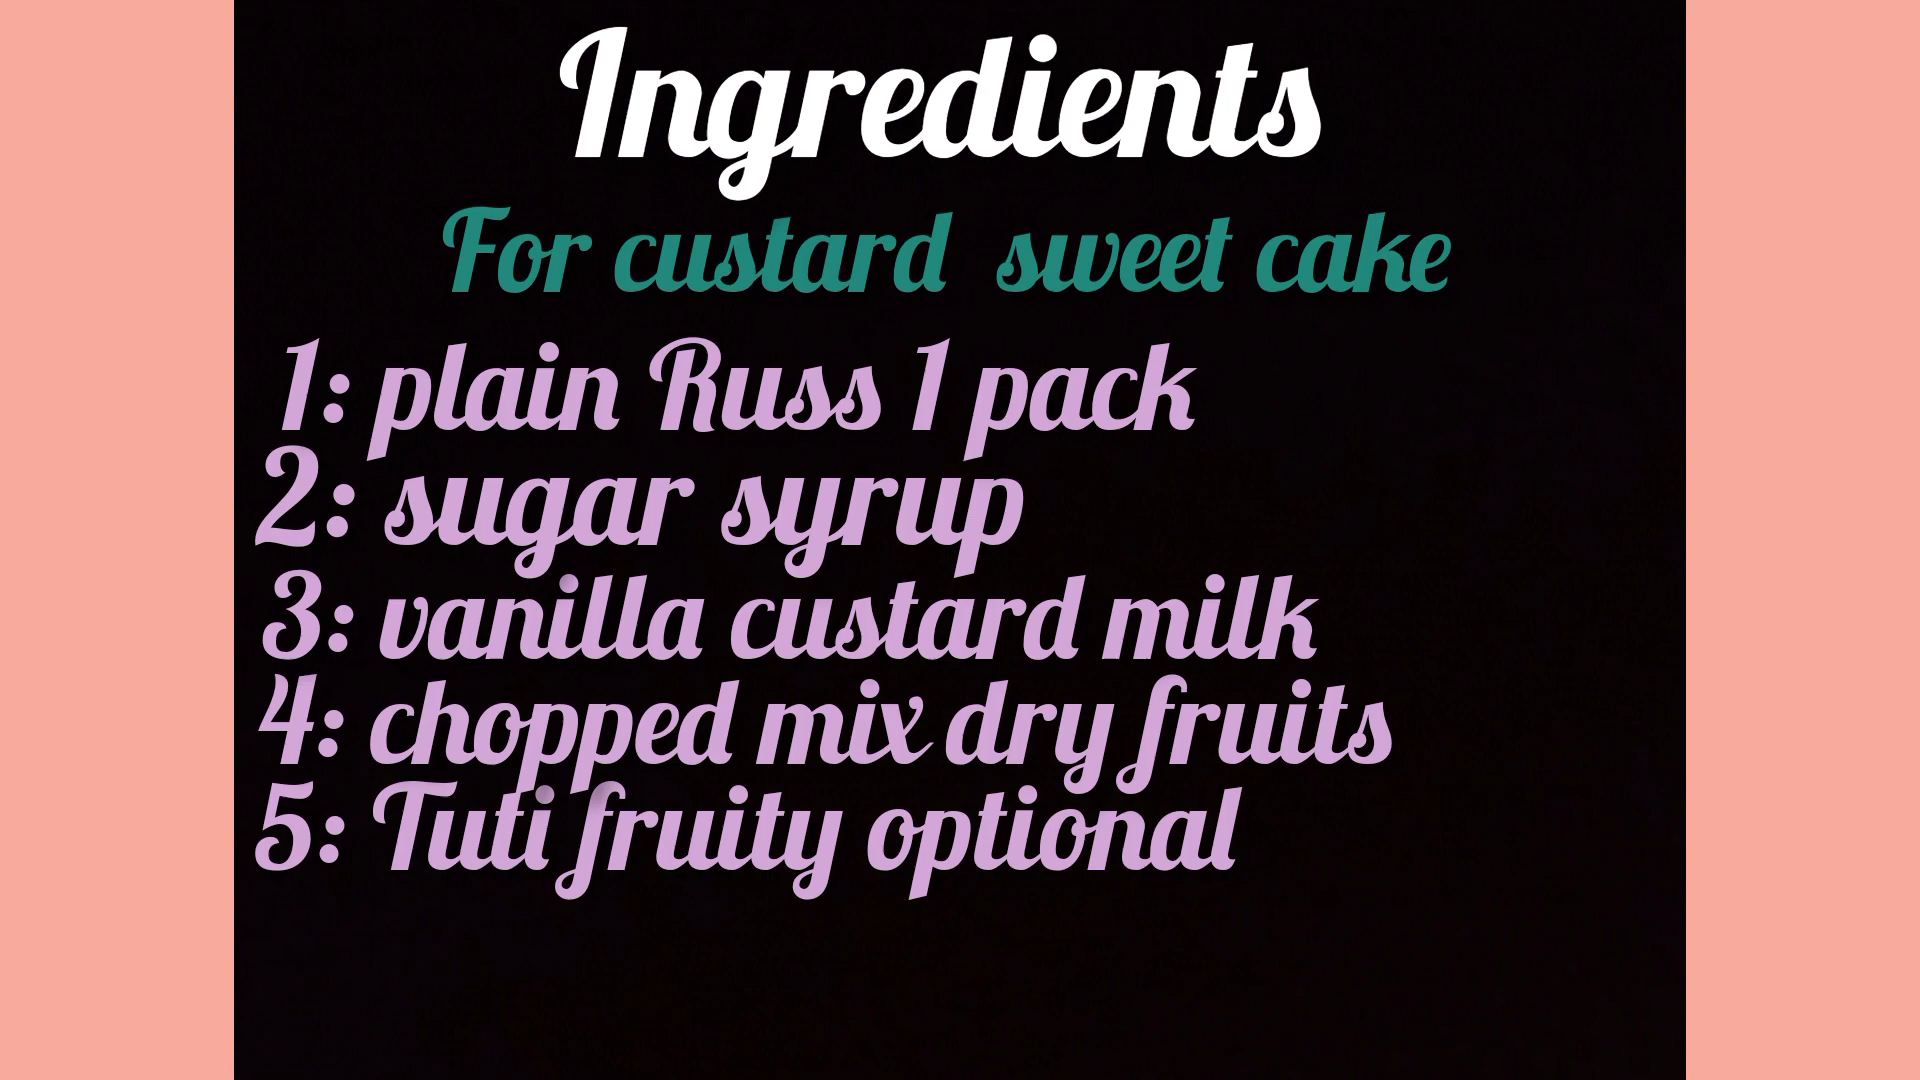 Ingredients
For custard sweet cake
1: plain Russ 1 pack
2: sugar syrup
3: vanilla custard milk
4: chopped mix dry fruits
5: Tuti fruity optional